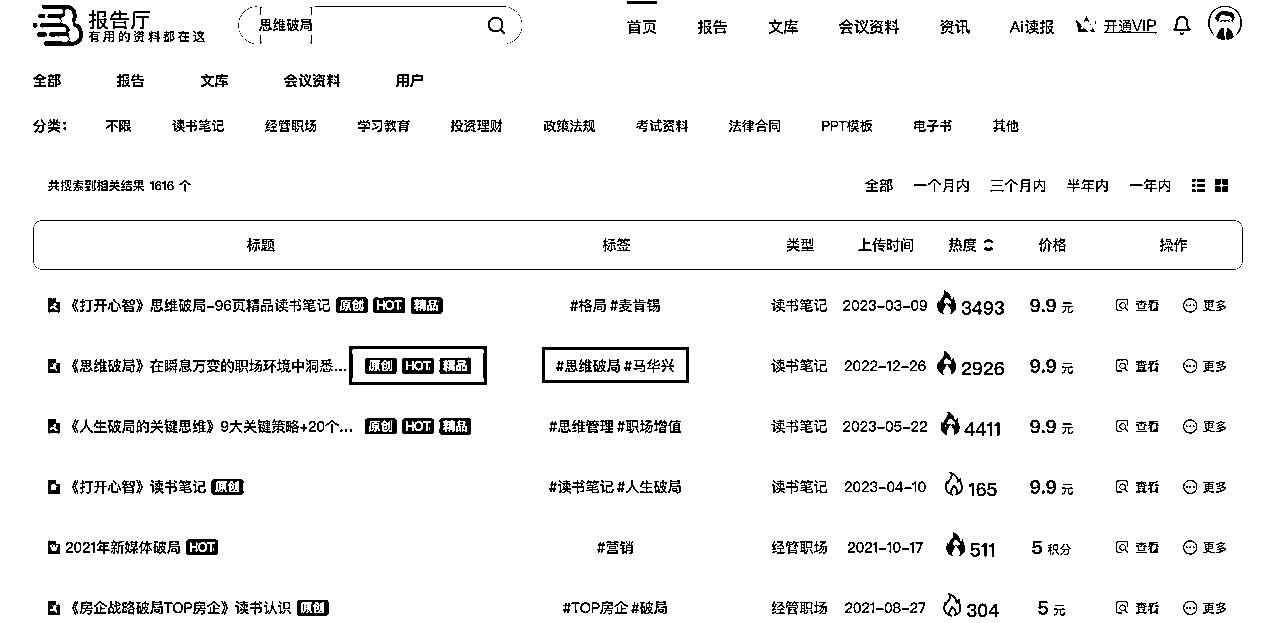 报告厅
有用的资料都在这
思维破局
首页 报告 文库 会议资料 资讯 Ai读报 开通VIP
全部 报告 文库 会议资料 用户
分类： 不限 读书笔记 经管职场 学习教育 投资理财 政策法规 考试资料 法律合同 PPT模板 电子书 其他
共搜索到相关结果 1616 个
全部 一个月内 三个月内 半年内 一年内
标题 标签 类型 上传时间 热度 价格 操作
《打开心智》思维破局-96页精品读书笔记 原创 HOT 精品 #格局 #麦肯锡 读书笔记 2023-03-09 3493 9.9 元 查看 更多
《思维破局》在瞬息万变的职场环境中洞悉... 原创 HOT 精品 #思维破局 #马华兴 读书笔记 2022-12-26 2926 9.9 元 查看 更多
《人生破局的关键思维》9大关键策略+20个... 原创 HOT 精品 #思维管理 #职场增值 读书笔记 2023-05-22 4411 9.9 元 查看 更多
《打开心智》读书笔记 原创 #读书笔记 #人生破局 读书笔记 2023-04-10 165 9.9 元 查看 更多
2021年新媒体破局 HOT #营销 经管职场 2021-10-17 511 5 积分 查看 更多
《房企战略破局TOP房企》读书认识 原创 #TOP房企 #破局 经管职场 2021-08-27 304 5 元 查看 更多